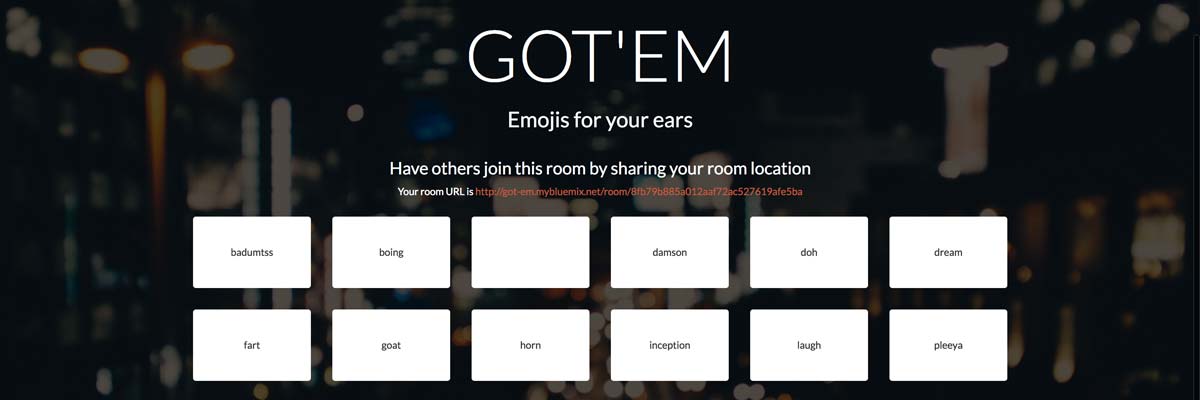 GOT'EM
Emojis for your ears
Have others join this room by sharing your room location
Your room URL is http://got-em.mybluemix.net/room/8fb79b885a012aaf72ac527619afe5ba
badumtss boing damson doh dream
fart goat horn inception laugh pleeya